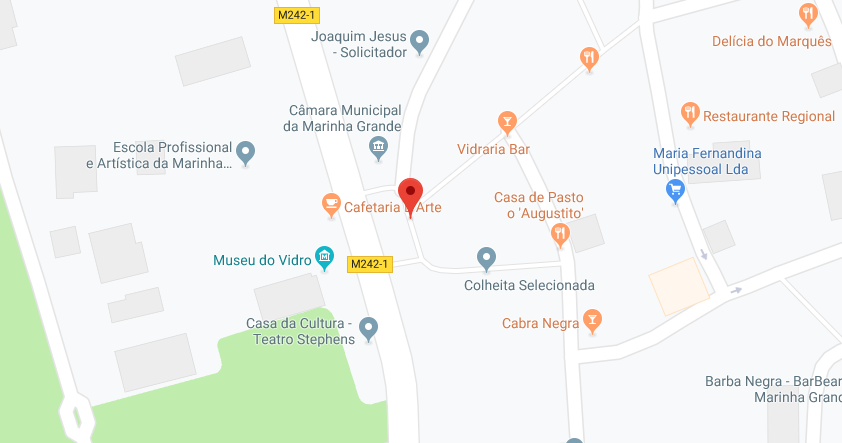 M242-1
Joaquim Jesus
- Solicitador
Delícia do Marquês
Câmara Municipal
da Marinha Grande
Restaurante Regional
Escola Profissional
e Artística da Marinha...
Vidraria Bar
Maria Fernandina
Unipessoal Lda
Cafetaria D'Arte
Casa de Pasto
o 'Augustito'
Museu do Vidro
M242-1
Colheita Selecionada
Casa da Cultura -
Teatro Stephens
Cabra Negra
Barba Negra - BarBear
Marinha Grand